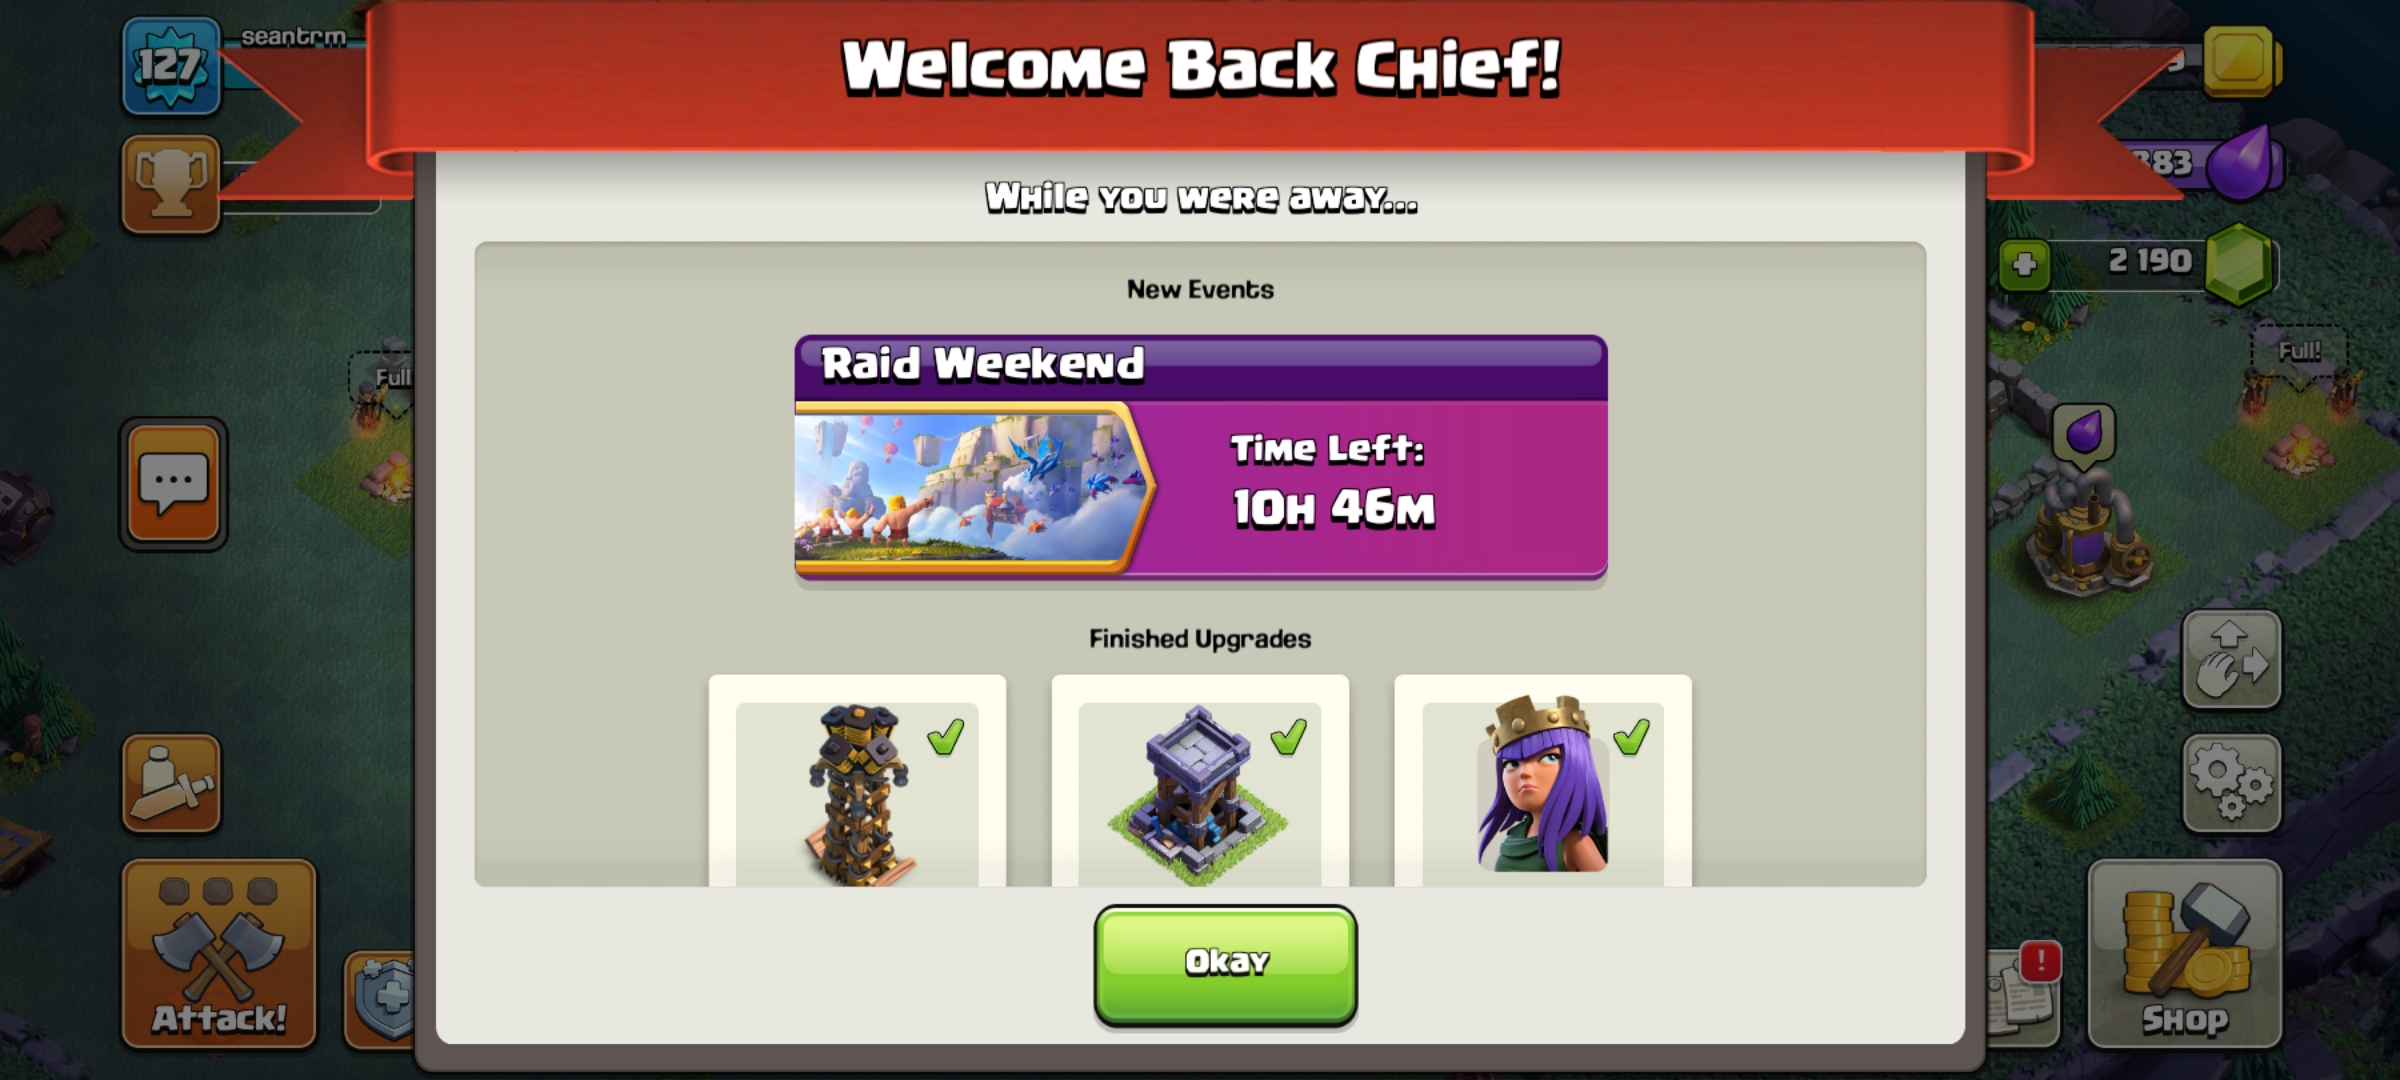 Welcome Back Chief!
127
seantrm
While you were away...
New Events
Raid Weekend
Time Left:
10H 46M
Finished Upgrades
Okay
2 190
Full
Full!
Attack!
!
Shop